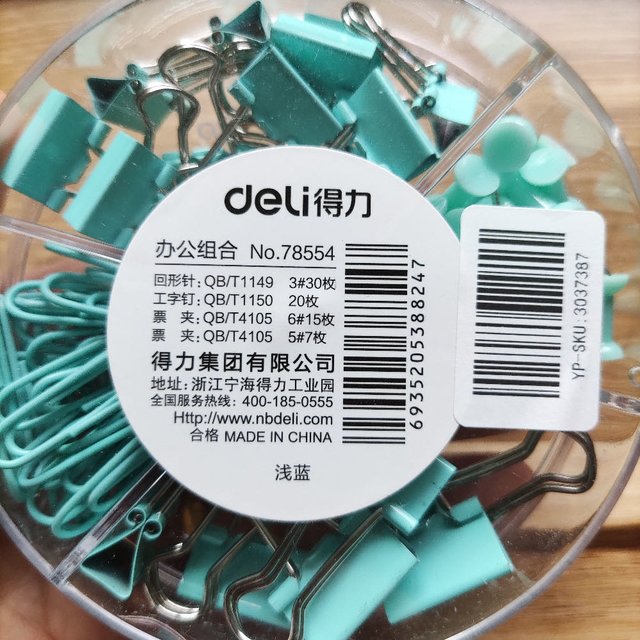 deli得力
办公组合 No.78554
回形针: QB/T1149 3#30枚
工字钉: QB/T1150 20枚
票 夹: QB/T4105 6#15枚
票 夹: QB/T4105 5#7枚
得力集团有限公司
地址: 浙江宁海得力工业园
全国服务热线: 400-185-0555
Http://www.nbdeli.com
合格 MADE IN CHINA
浅蓝
6935205388247
YP-SKU: 3037387